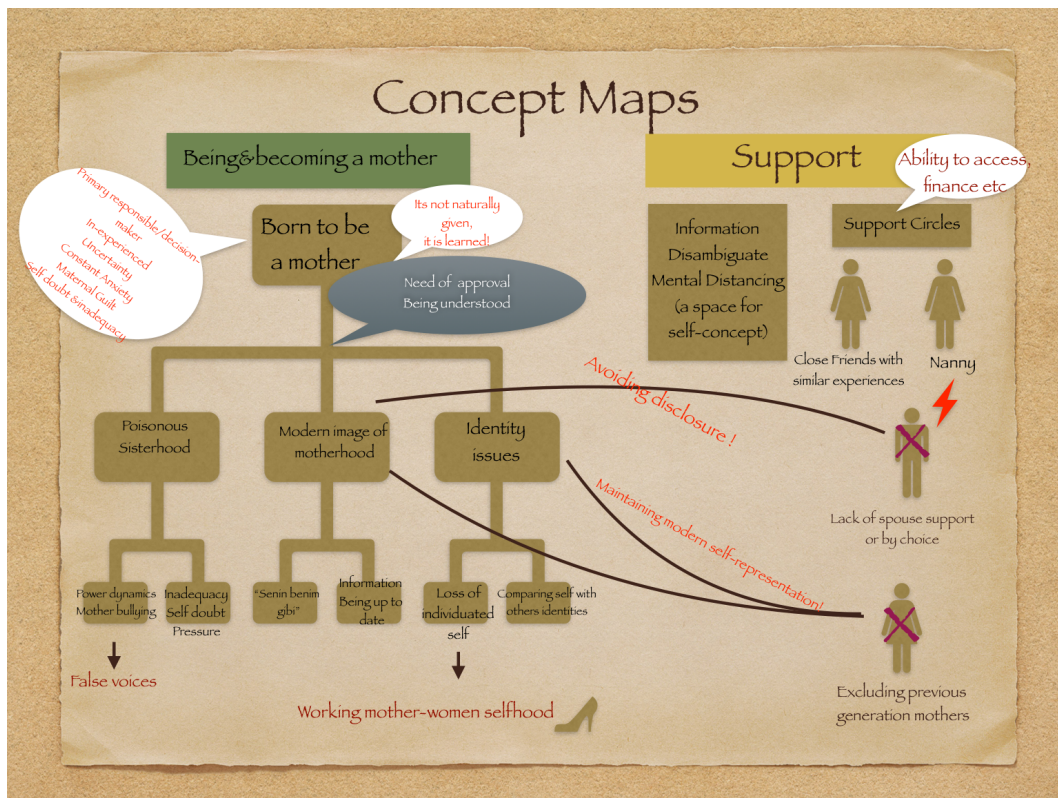 Concept Maps
Being&becoming a mother
Primary responsible/decision-
maker
In-experienced
Uncertainty
Constant Anxiety
Maternal Guilt
Self doubt &inadequacy
Born to be
a mother
Its not naturally
given,
it is learned!
Need of approval
Being understood
Poisonous
Sisterhood
Modern image of
motherhood
Identity
issues
Power dynamics
Mother bullying
Inadequacy
Self doubt
Pressure
"Senin benim
gibi"
Information
Being up to
date
Loss of
individuated
self
Comparing self with
others identities
False voices
Working mother-women selfhood
Support
Ability to access,
finance etc
Information
Disambiguate
Mental Distancing
(a space for
self-concept)
Support Circles
Close Friends with
similar experiences
Nanny
Avoiding disclosure !
Lack of spouse support
or by choice
Maintaining modern self-representation!
Excluding previous
generation mothers